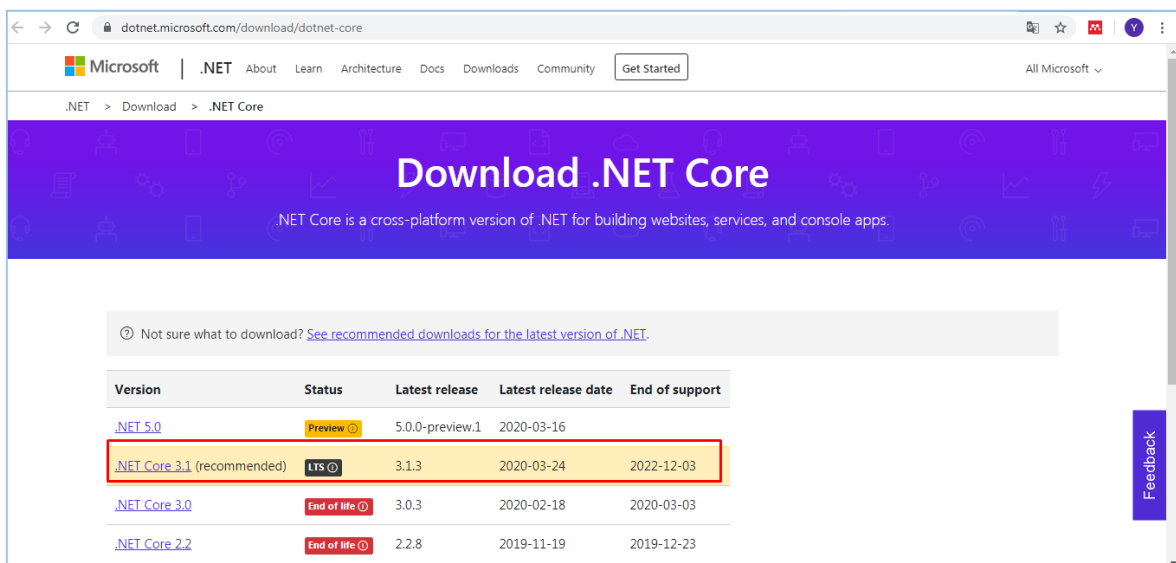 dotnet.microsoft.com/download/dotnet-core
Y
Microsoft | .NET About Learn Architecture Docs Downloads Community Get Started All Microsoft
.NET > Download > .NET Core
Download .NET Core
.NET Core is a cross-platform version of .NET for building websites, services, and console apps.
Not sure what to download? See recommended downloads for the latest version of .NET.
Version Status Latest release Latest release date End of support
.NET 5.0 Preview 5.0.0-preview.1 2020-03-16
.NET Core 3.1 (recommended) LTS 3.1.3 2020-03-24 2022-12-03
.NET Core 3.0 End of life 3.0.3 2020-02-18 2020-03-03
.NET Core 2.2 End of life 2.2.8 2019-11-19 2019-12-23
Feedback